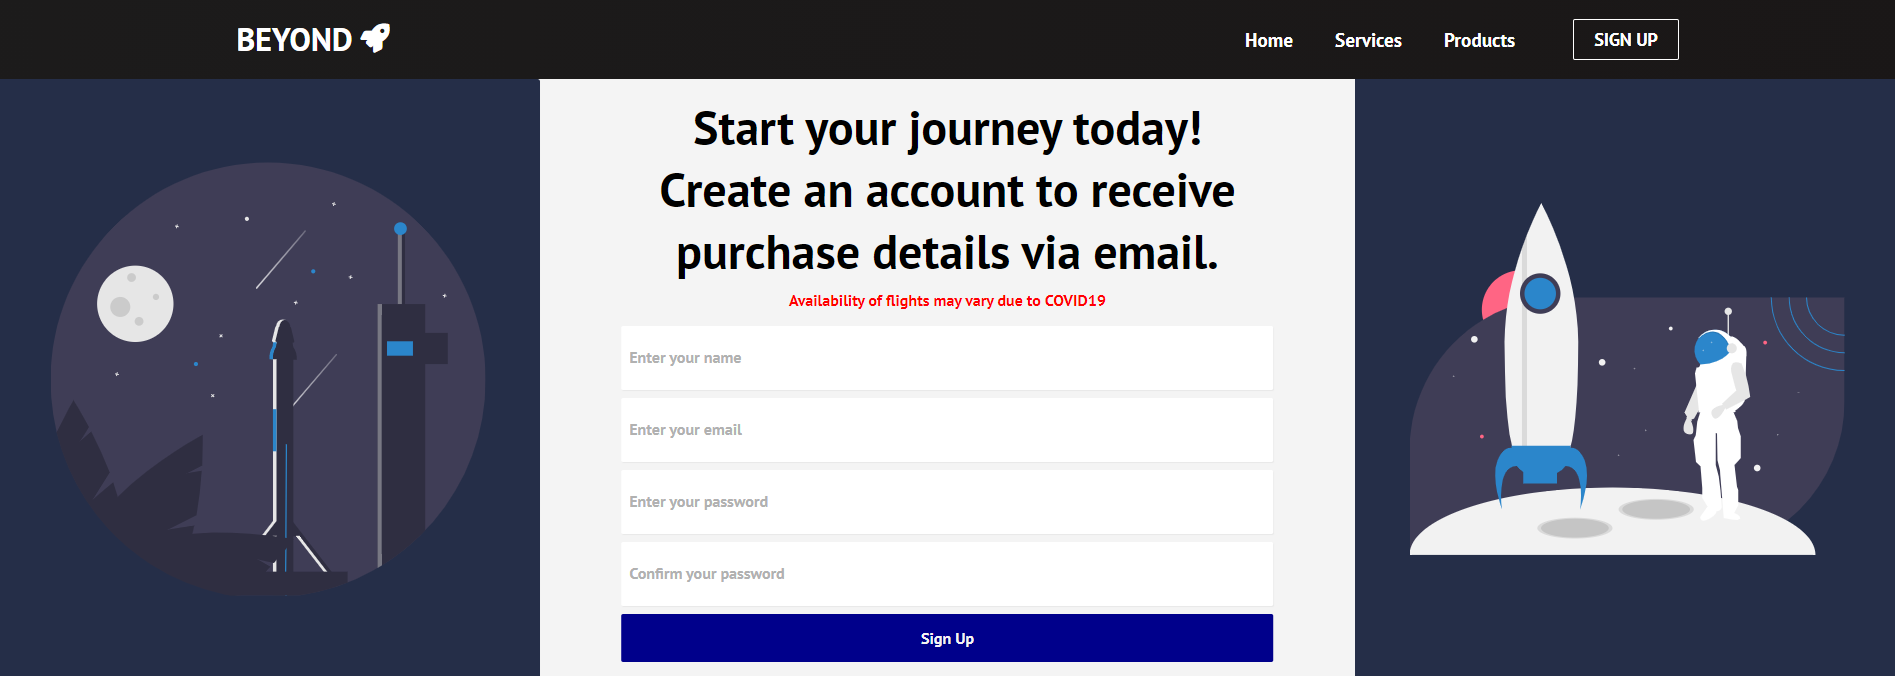 BEYOND
Home
Services
Products
SIGN UP
Start your journey today!
Create an account to receive
purchase details via email.
Availability of flights may vary due to COVID19
Enter your name
Enter your email
Enter your password
Confirm your password
Sign Up